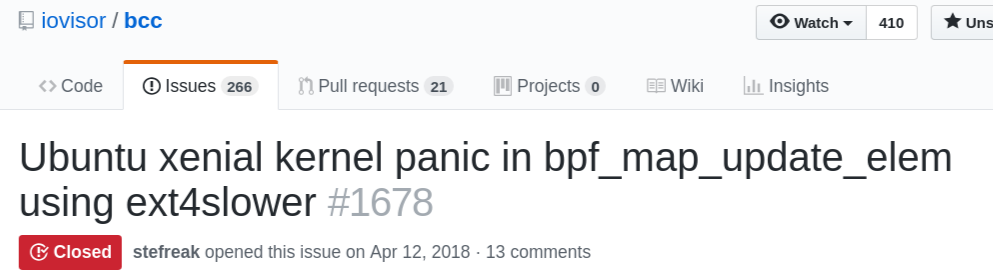 iovisor / bcc
Watch 410 Uns
Code Issues 266 Pull requests 21 Projects 0 Wiki Insights
Ubuntu xenial kernel panic in bpf_map_update_elem
using ext4slower #1678
Closed stefreak opened this issue on Apr 12, 2018 · 13 comments